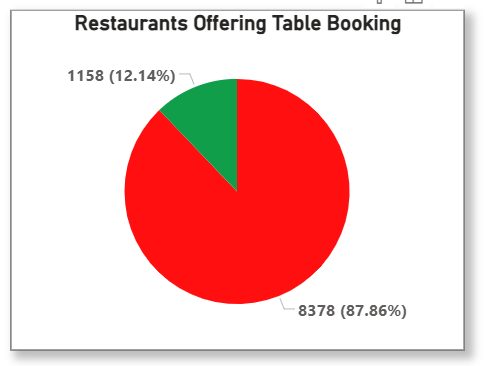 Restaurants Offering Table Booking
1158 (12.14%)
8378 (87.86%)